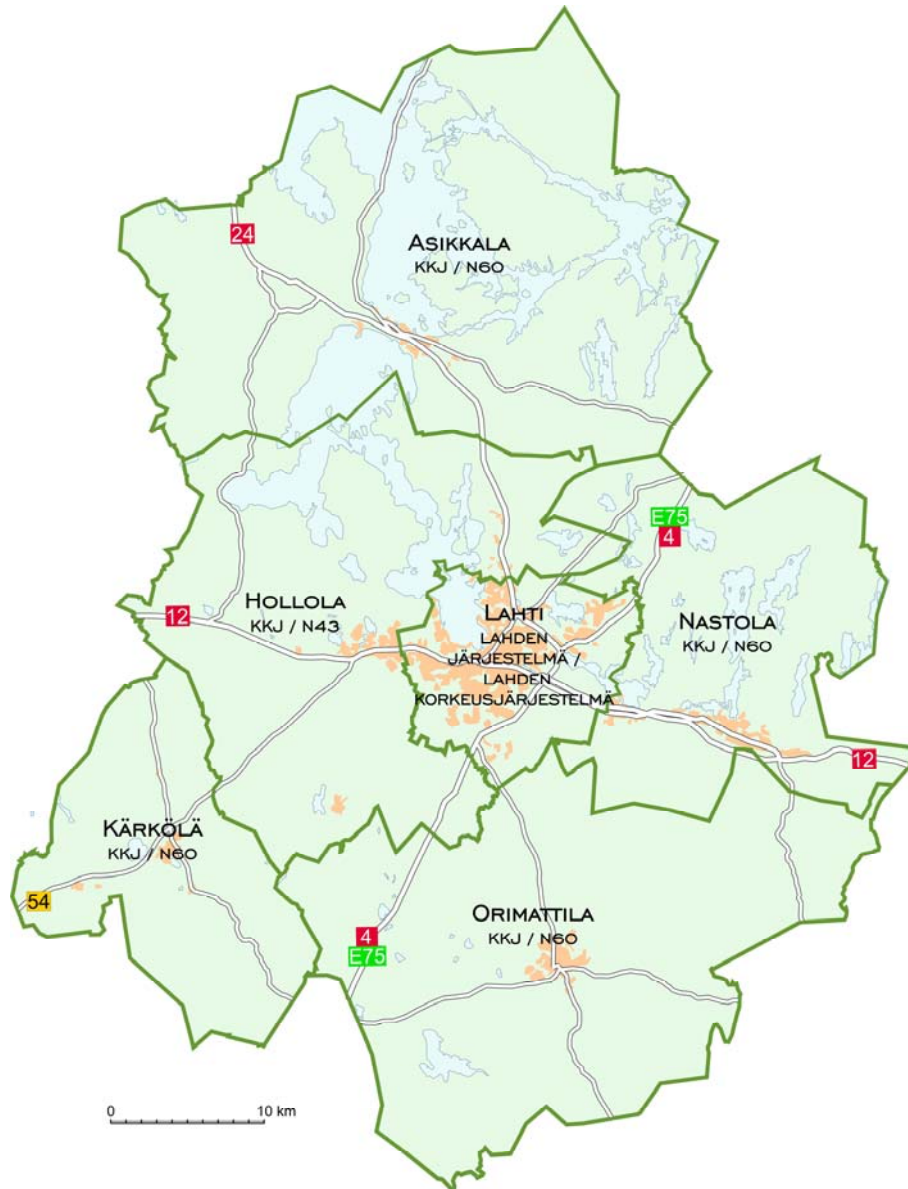 24
ASIKKALA
KKJ / N60
E75
4
HOLLOLA
KKJ / N43
12
LAHTI
LAHDEN
JÄRJESTELMÄ /
LAHDEN
KORKEUSJÄRJESTELMÄ
NASTOLA
KKJ / N60
12
KÄRKÖLÄ
KKJ / N60
54
ORIMATTILA
KKJ / N60
4
E75
0 10 km